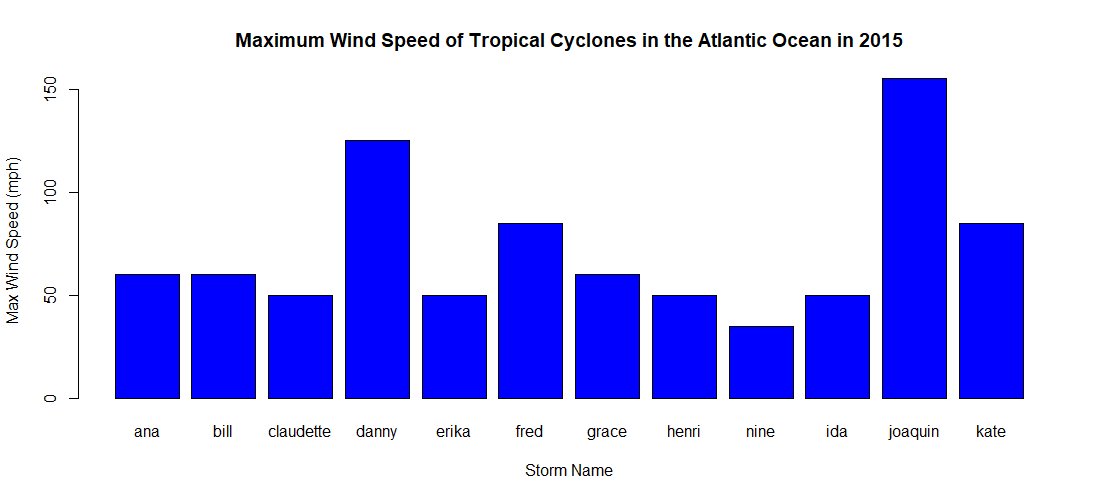 Maximum Wind Speed of Tropical Cyclones in the Atlantic Ocean in 2015
Max Wind Speed (mph)
150
100
50
0
ana bill claudette danny erika fred grace henri nine ida joaquin kate
Storm Name